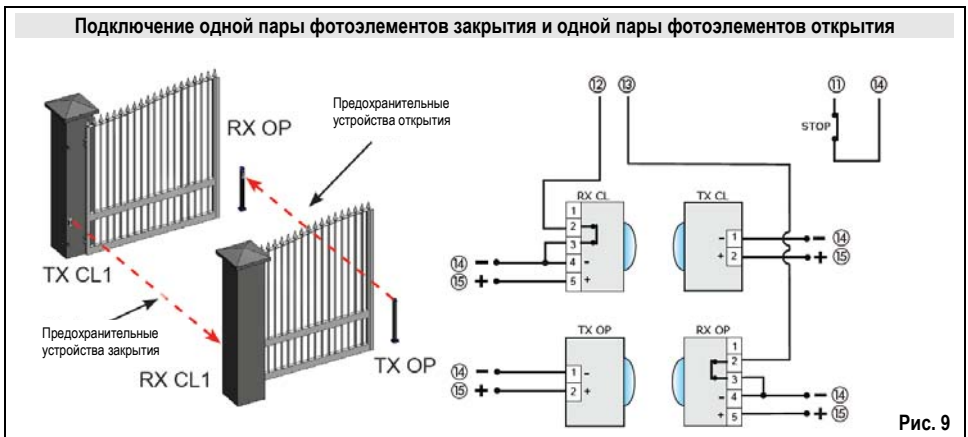 Подключение одной пары фотоэлементов закрытия и одной пары фотоэлементов открытия
Предохранительные
устройства открытия
RX OP
TX CL1
Предохранительные
устройства закрытия
RX CL1
TX OP
⑫ ⑬
⑪ ⑭
STOP
RX CL
1
2
3
4 -
5 +
⑭ -
⑮ +
TX CL
- 1
+ 2
- ⑭
+ ⑮
TX OP
1 -
2 +
⑭ -
⑮ +
RX OP
1
2
3
- 4
+ 5
- ⑭
+ ⑮
Рис. 9